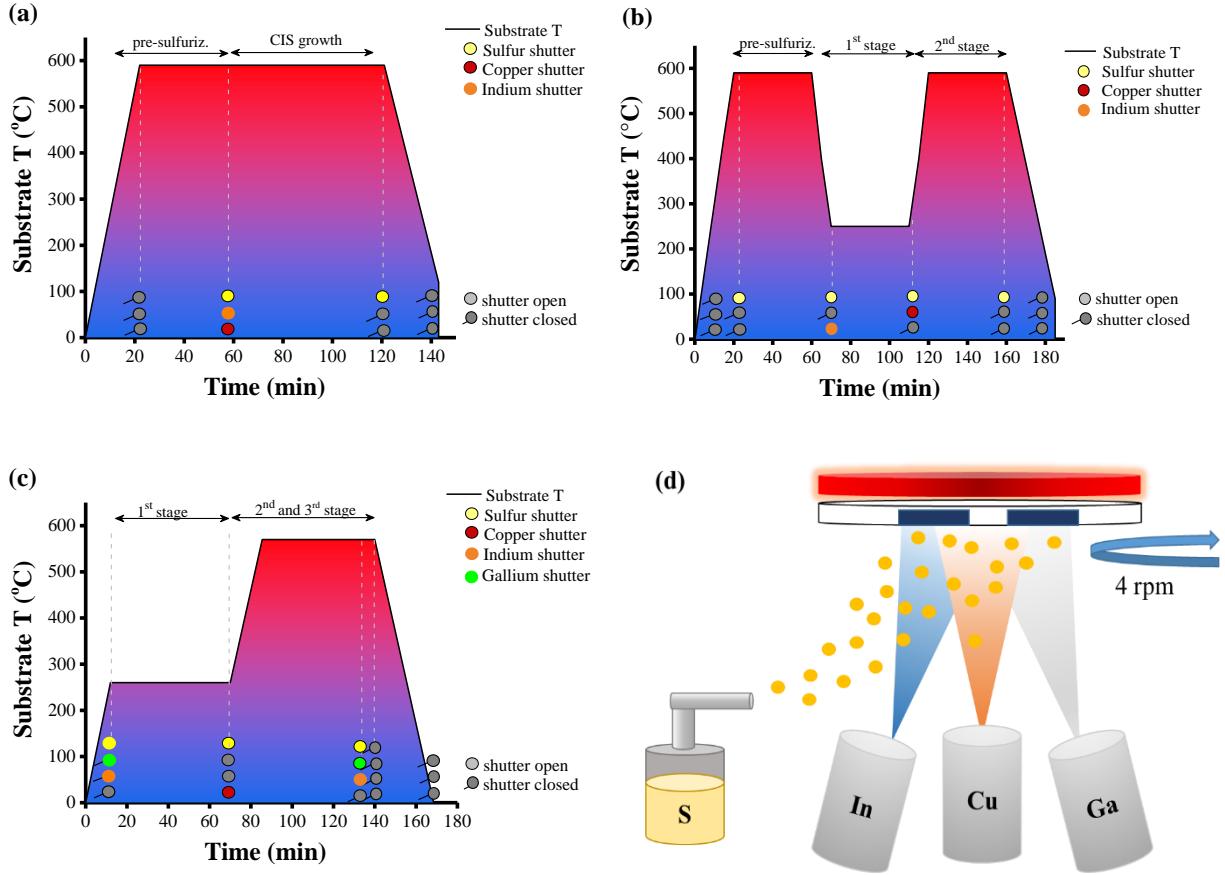 (a)
pre-sulfuriz.
CIS growth
Substrate T
Sulfur shutter
Copper shutter
Indium shutter
600
500
400
300
200
100
0
Substrate T (ºC)
shutter open
shutter closed
0 20 40 60 80 100 120 140
Time (min)
(b)
pre-sulfuriz.
1st stage
2nd stage
Substrate T
Sulfur shutter
Copper shutter
Indium shutter
600
500
400
300
200
100
0
Substrate T (°C)
shutter open
shutter closed
0 20 40 60 80 100 120 140 160 180
Time (min)
(c)
1st stage
2nd and 3rd stage
Substrate T
Sulfur shutter
Copper shutter
Indium shutter
Gallium shutter
600
500
400
300
200
100
0
Substrate T (ºC)
shutter open
shutter closed
0 20 40 60 80 100 120 140 160 180
Time (min)
(d)
4 rpm
S
In
Cu
Ga